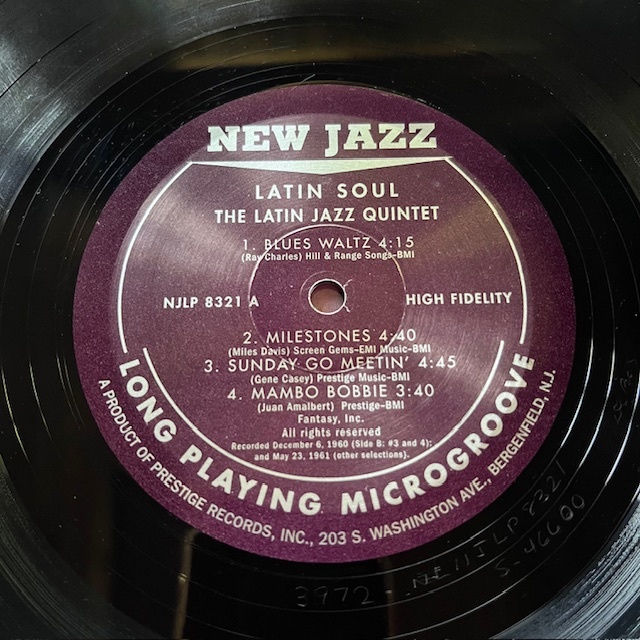 NEW JAZZ
LATIN SOUL
THE LATIN JAZZ QUINTET
1. BLUES WALTZ 4:15
(Ray Charles) Hill & Range Songs–BMI
NJLP 8321 A
HIGH FIDELITY
2. MILESTONES 4:40
(Miles Davis) Screen Gems–EMI Music–BMI
3. SUNDAY GO MEETIN' 4:45
(Gene Casey) Prestige Music–BMI
4. MAMBO BOBBIE 3:40
(Juan Amalbert) Prestige–BMI
Fantasy, Inc.
All rights reserved
Recorded December 6, 1960 (Side B: #3 and 4);
and May 23, 1961 (other selections).
LONG PLAYING MICROGROOVE
A PRODUCT OF PRESTIGE RECORDS, INC., 203 S. WASHINGTON AVE., BERGENFIELD, N.J.
S-46600